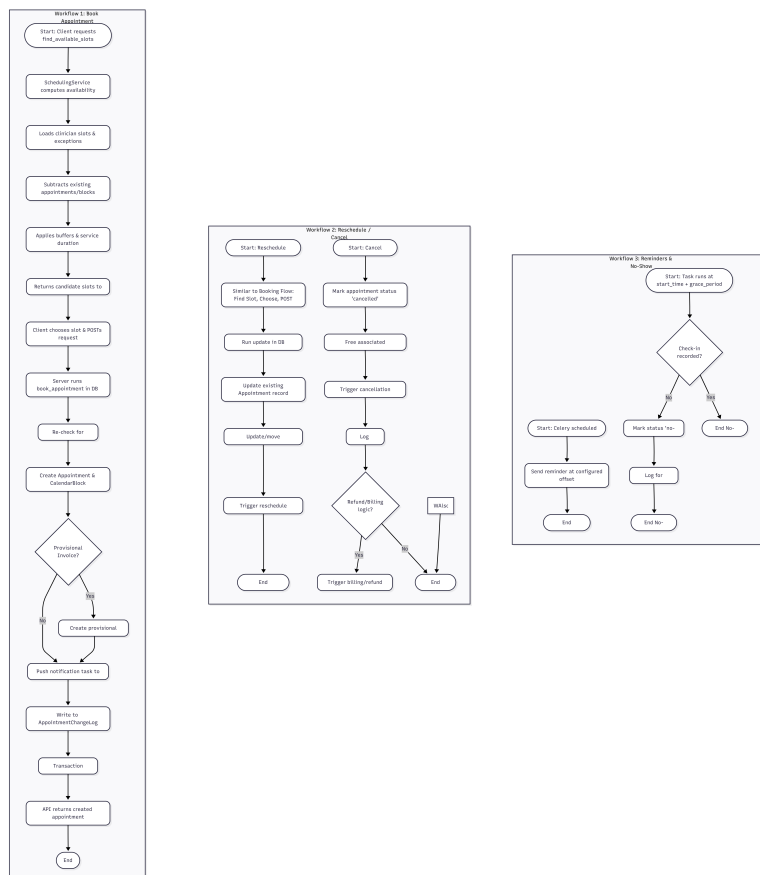 Workflow 1: Book
Appointment
Start: Client requests
find_available_slots
SchedulingService
computes availability
Loads clinician slots &
exceptions
Subtracts existing
appointments/blocks
Applies buffers & service
duration
Returns candidate slots to
Client chooses slot & POSTs
request
Server runs
book_appointment in DB
Re-check for
Create Appointment &
CalendarBlock
Provisional
Invoice?
Yes
No
Create provisional
Push notification task to
Write to
AppointmentChangeLog
Transaction
API returns created
appointment
End
Workflow 2: Reschedule /
Cancel
Start: Reschedule
Similar to Booking Flow:
Find Slot, Choose, POST
Run update in DB
Update existing
Appointment record
Update/move
Trigger reschedule
End
Start: Cancel
Mark appointment status
'cancelled'
Free associated
Trigger cancellation
Log
Refund/Billing
logic?
WAisc
No
Yes
Trigger billing/refund
End
Workflow 3: Reminders &
No-Show
Start: Task runs at
start_time + grace_period
Check-in
recorded?
No
Yes
Start: Celery scheduled
Mark status 'no-
End No-
Send reminder at configured
offset
Log for
End
End No-